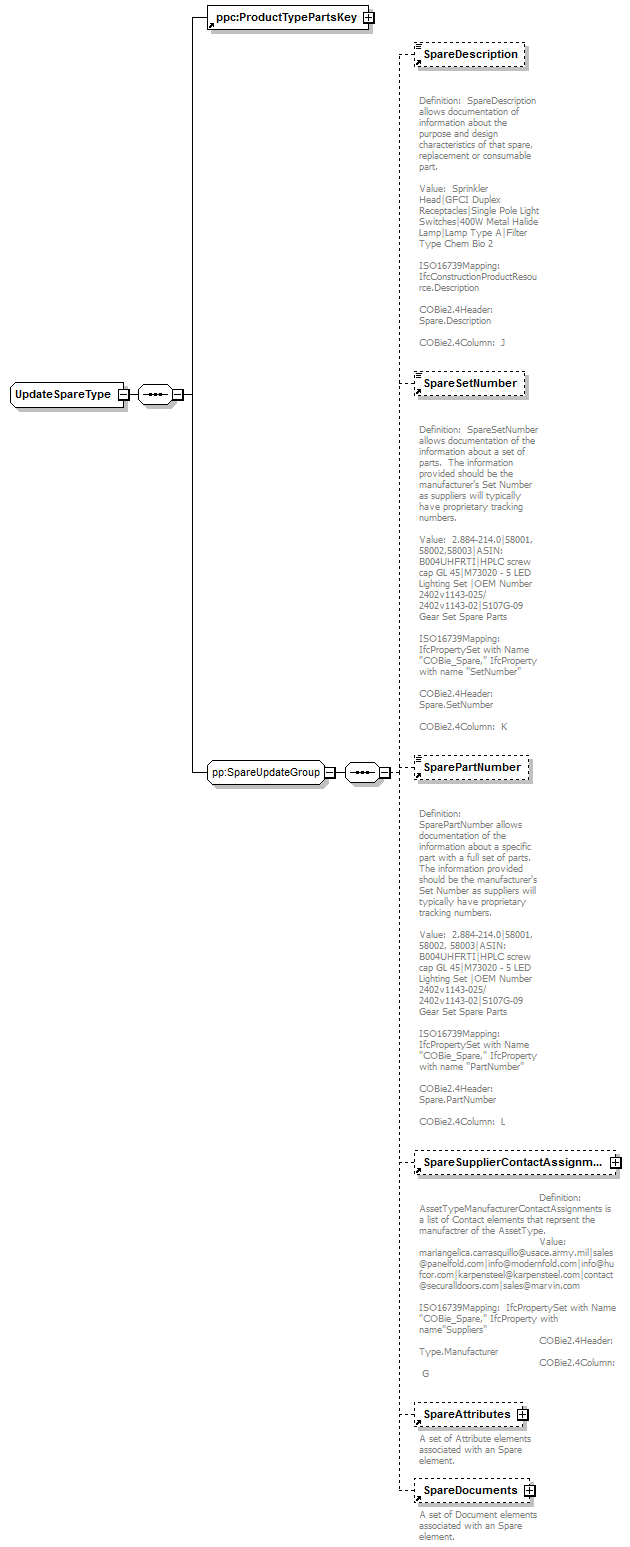 ppc:ProductTypePartsKey
SpareDescription
Definition:  SpareDescription
allows documentation of
information about the
purpose and design
characteristics of that spare,
replacement or consumable
part.
Value:  Sprinkler
Head|GFCI Duplex
Receptacles|Single Pole Light
Switches|400W Metal Halide
Lamp|Lamp Type A|Filter
Type Chem Bio 2
ISO16739Mapping:
IfcConstructionProductResou
rce.Description
COBie2.4Header:
Spare.Description
COBie2.4Column:  J
UpdateSpareType
SpareSetNumber
Definition:  SpareSetNumber
allows documentation of the
information about a set of
parts.  The information
provided should be the
manufacturer's Set Number
as suppliers will typically
have proprietary tracking
numbers.
Value:  2.884-214.0|58001,
58002,58003|ASIN:
B004UHFRTI|HPLC screw
cap GL 45|M73020 - 5 LED
Lighting Set |OEM Number
2402v1143-025/
2402v1143-02|S107G-09
Gear Set Spare Parts
ISO16739Mapping:
IfcPropertySet with Name
"COBie_Spare," IfcProperty
with name "SetNumber"
COBie2.4Header:
Spare.SetNumber
COBie2.4Column:  K
pp:SpareUpdateGroup
SparePartNumber
Definition:
SparePartNumber allows
documentation of the
information about a specific
part with a full set of parts.
The information provided
should be the manufacturer's
Set Number as suppliers will
typically have proprietary
tracking numbers.
Value:  2.884-214.0|58001,
58002, 58003|ASIN:
B004UHFRTI|HPLC screw
cap GL 45|M73020 - 5 LED
Lighting Set |OEM Number
2402v1143-025/
2402v1143-02|S107G-09
Gear Set Spare Parts
ISO16739Mapping:
IfcPropertySet with Name
"COBie_Spare," IfcProperty
with name "PartNumber"
COBie2.4Header:
Spare.PartNumber
COBie2.4Column:  L
SpareSupplierContactAssignm...
Definition:
AssetTypeManufacturerContactAssignments is
a list of Contact elements that reprsent the
manufactrer of the AssetType.
Value:
mariangelica.carrasquillo@usace.army.mil|sales
@panelfold.com|info@modernfold.com|info@hu
fcor.com|karpensteel@karpensteel.com|contact
@securalldoors.com|sales@marvin.com
ISO16739Mapping:  IfcPropertySet with Name
"COBie_Spare," IfcProperty with
name"Suppliers"
COBie2.4Header:
Type.Manufacturer
COBie2.4Column:
G
SpareAttributes
A set of Attribute elements
associated with an Spare
element.
SpareDocuments
A set of Document elements
associated with an Spare
element.